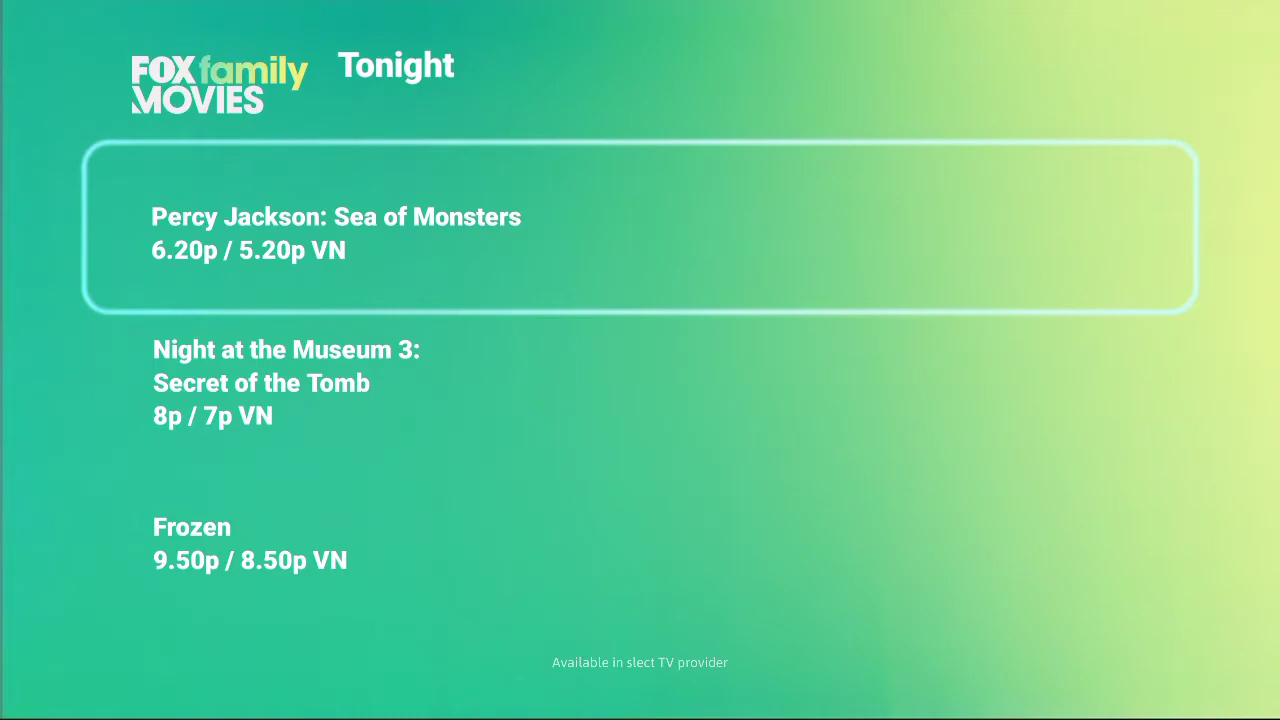 FOX family
MOVIES
Tonight
Percy Jackson: Sea of Monsters
6.20p / 5.20p VN
Night at the Museum 3:
Secret of the Tomb
8p / 7p VN
Frozen
9.50p / 8.50p VN
Available in slect TV provider